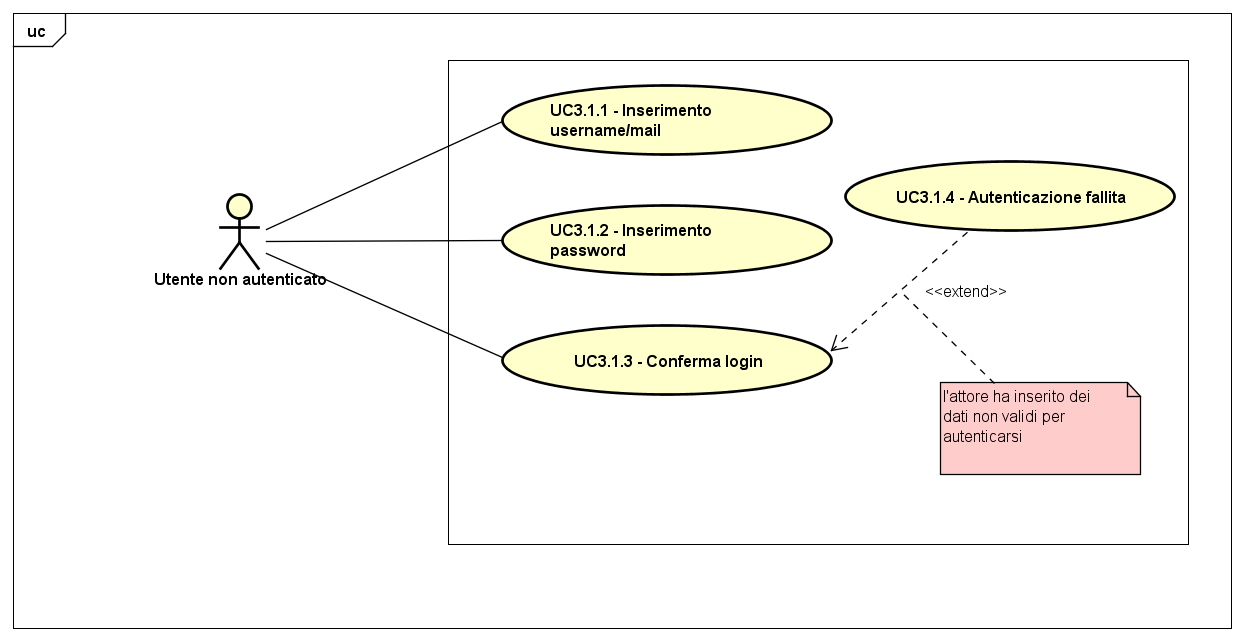 uc
UC3.1.1 - Inserimento
username/mail
UC3.1.4 - Autenticazione fallita
UC3.1.2 - Inserimento
password
Utente non autenticato
<<extend>>
UC3.1.3 - Conferma login
l'attore ha inserito dei
dati non validi per
autenticarsi